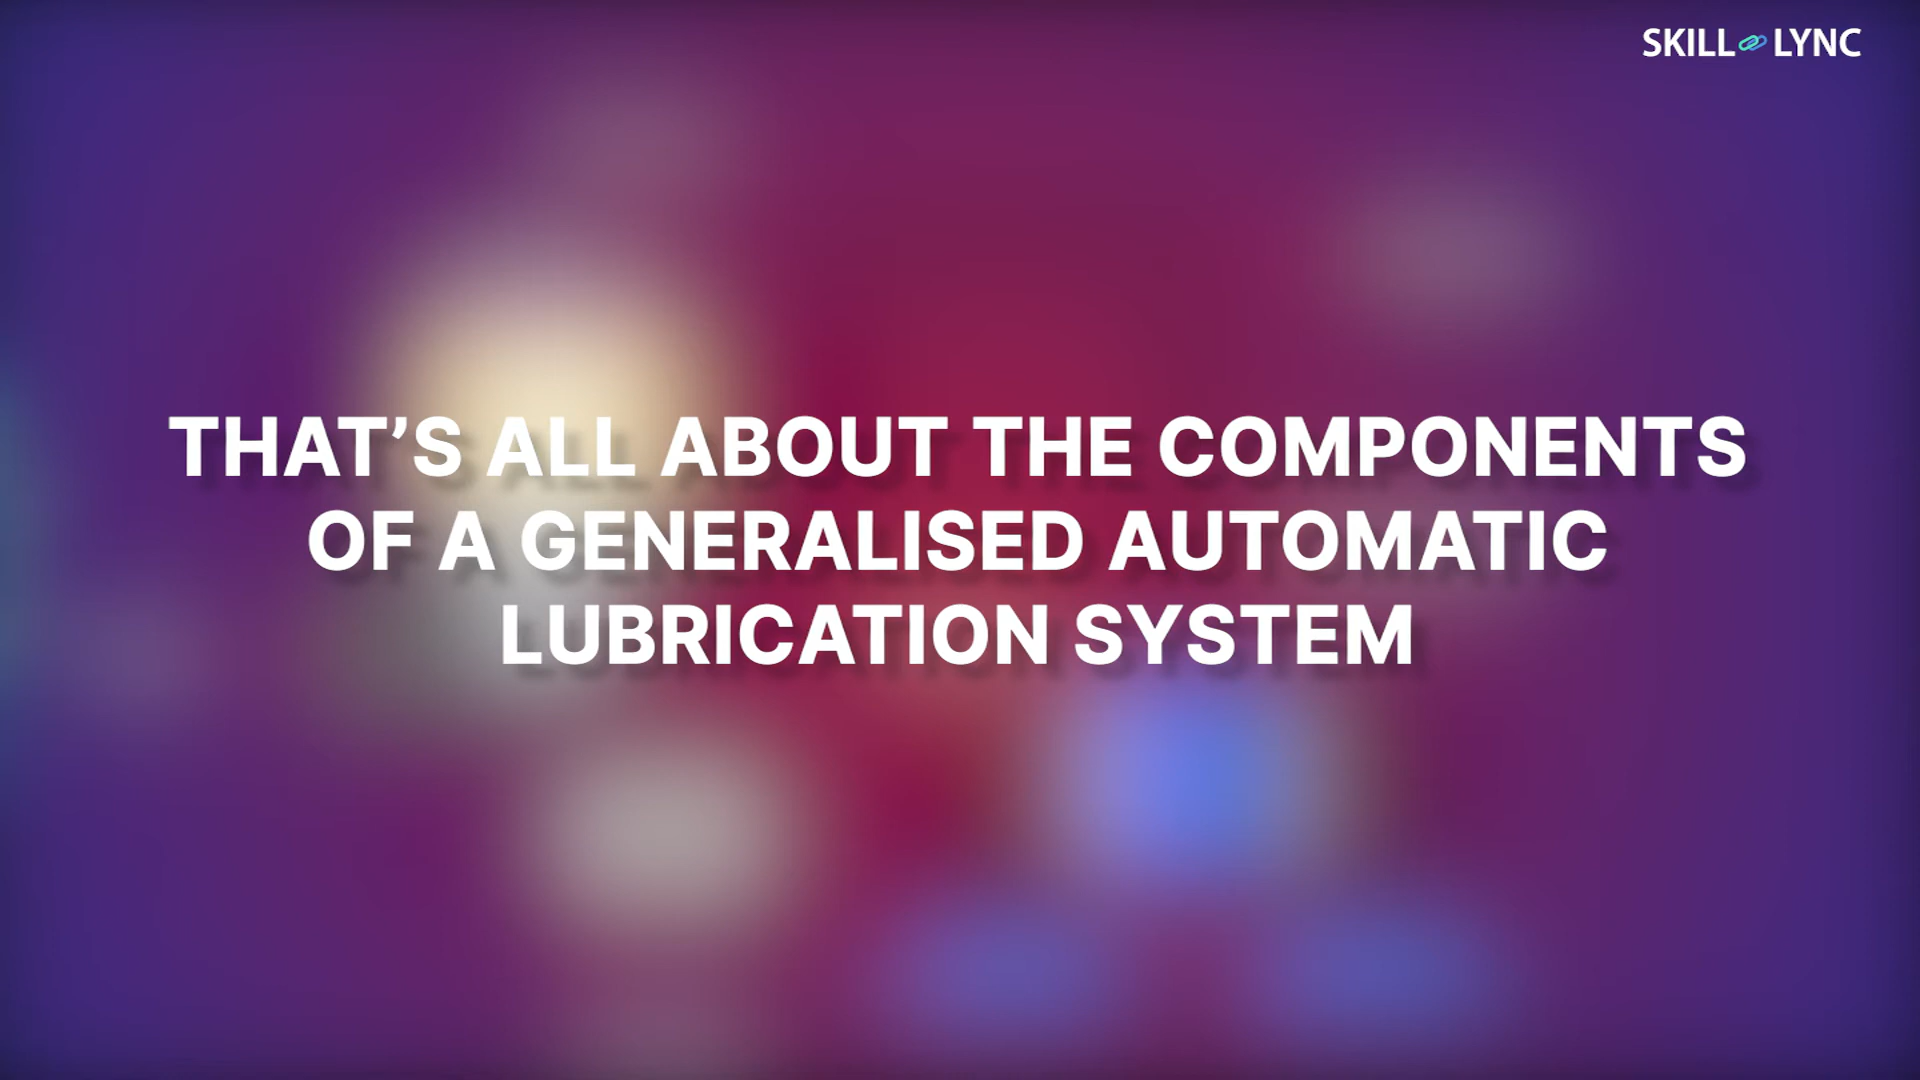 SKILL LYNC
THAT’S ALL ABOUT THE COMPONENTS
OF A GENERALISED AUTOMATIC
LUBRICATION SYSTEM